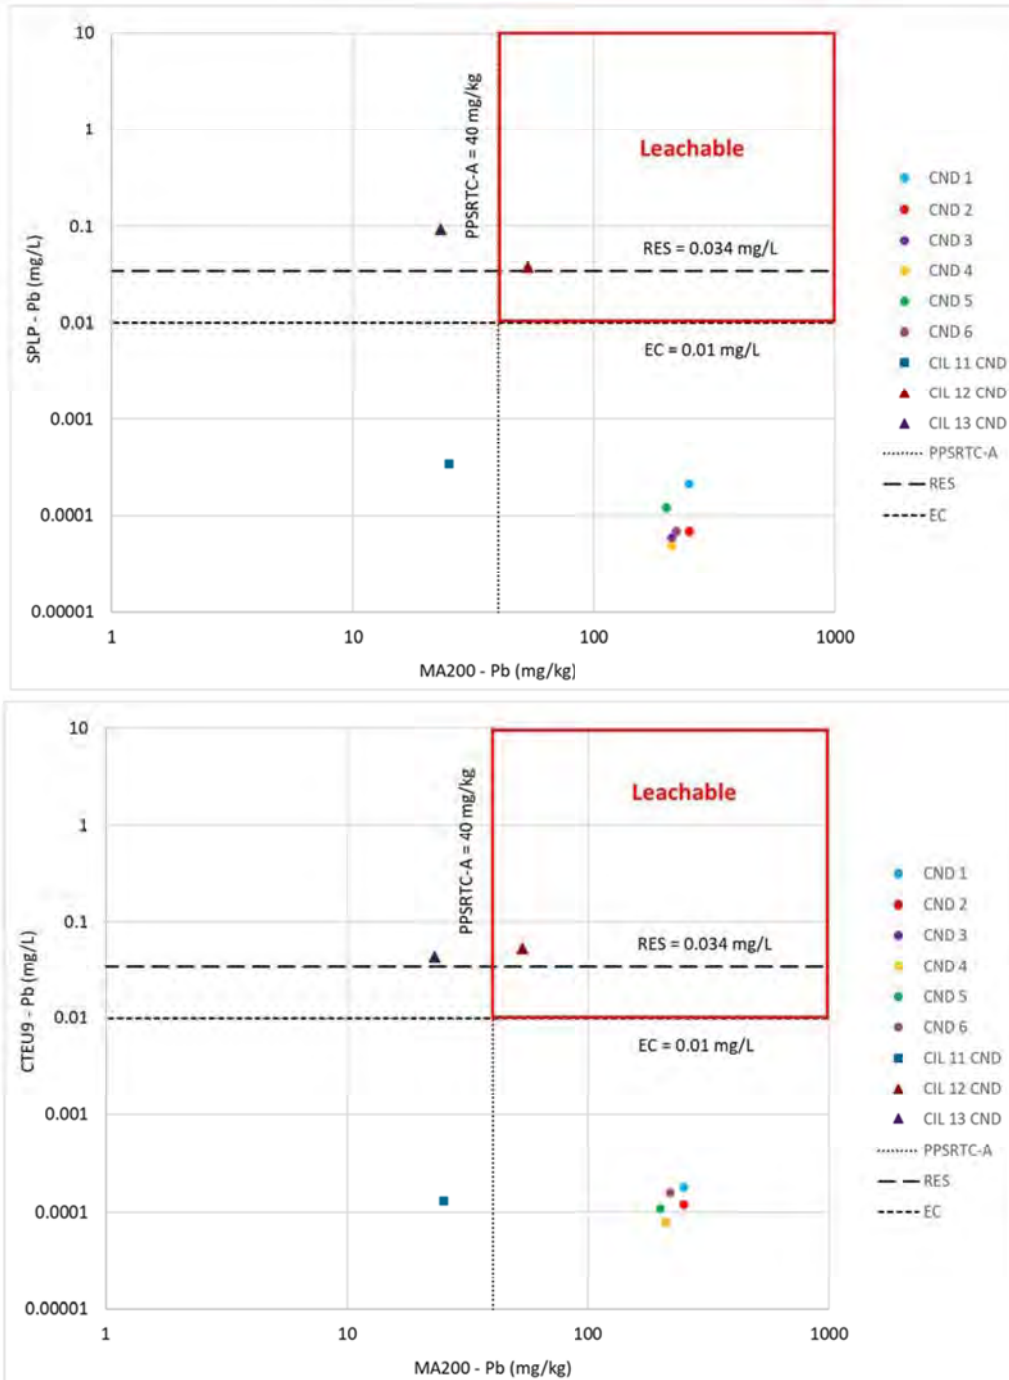 10
1
0.1
0.01
0.001
0.0001
0.00001
SPLP - Pb (mg/L)
PPSRTC-A = 40 mg/kg
Leachable
RES = 0.034 mg/L
EC = 0.01 mg/L
1 10 100 1000
MA200 - Pb (mg/kg)
CND 1
CND 2
CND 3
CND 4
CND 5
CND 6
CIL 11 CND
CIL 12 CND
CIL 13 CND
PPSRTC-A
RES
EC
10
1
0.1
0.01
0.001
0.0001
0.00001
CTEU9 - Pb (mg/L)
PPSRTC-A = 40 mg/kg
Leachable
RES = 0.034 mg/L
EC = 0.01 mg/L
1 10 100 1000
MA200 - Pb (mg/kg)
CND 1
CND 2
CND 3
CND 4
CND 5
CND 6
CIL 11 CND
CIL 12 CND
CIL 13 CND
PPSRTC-A
RES
EC